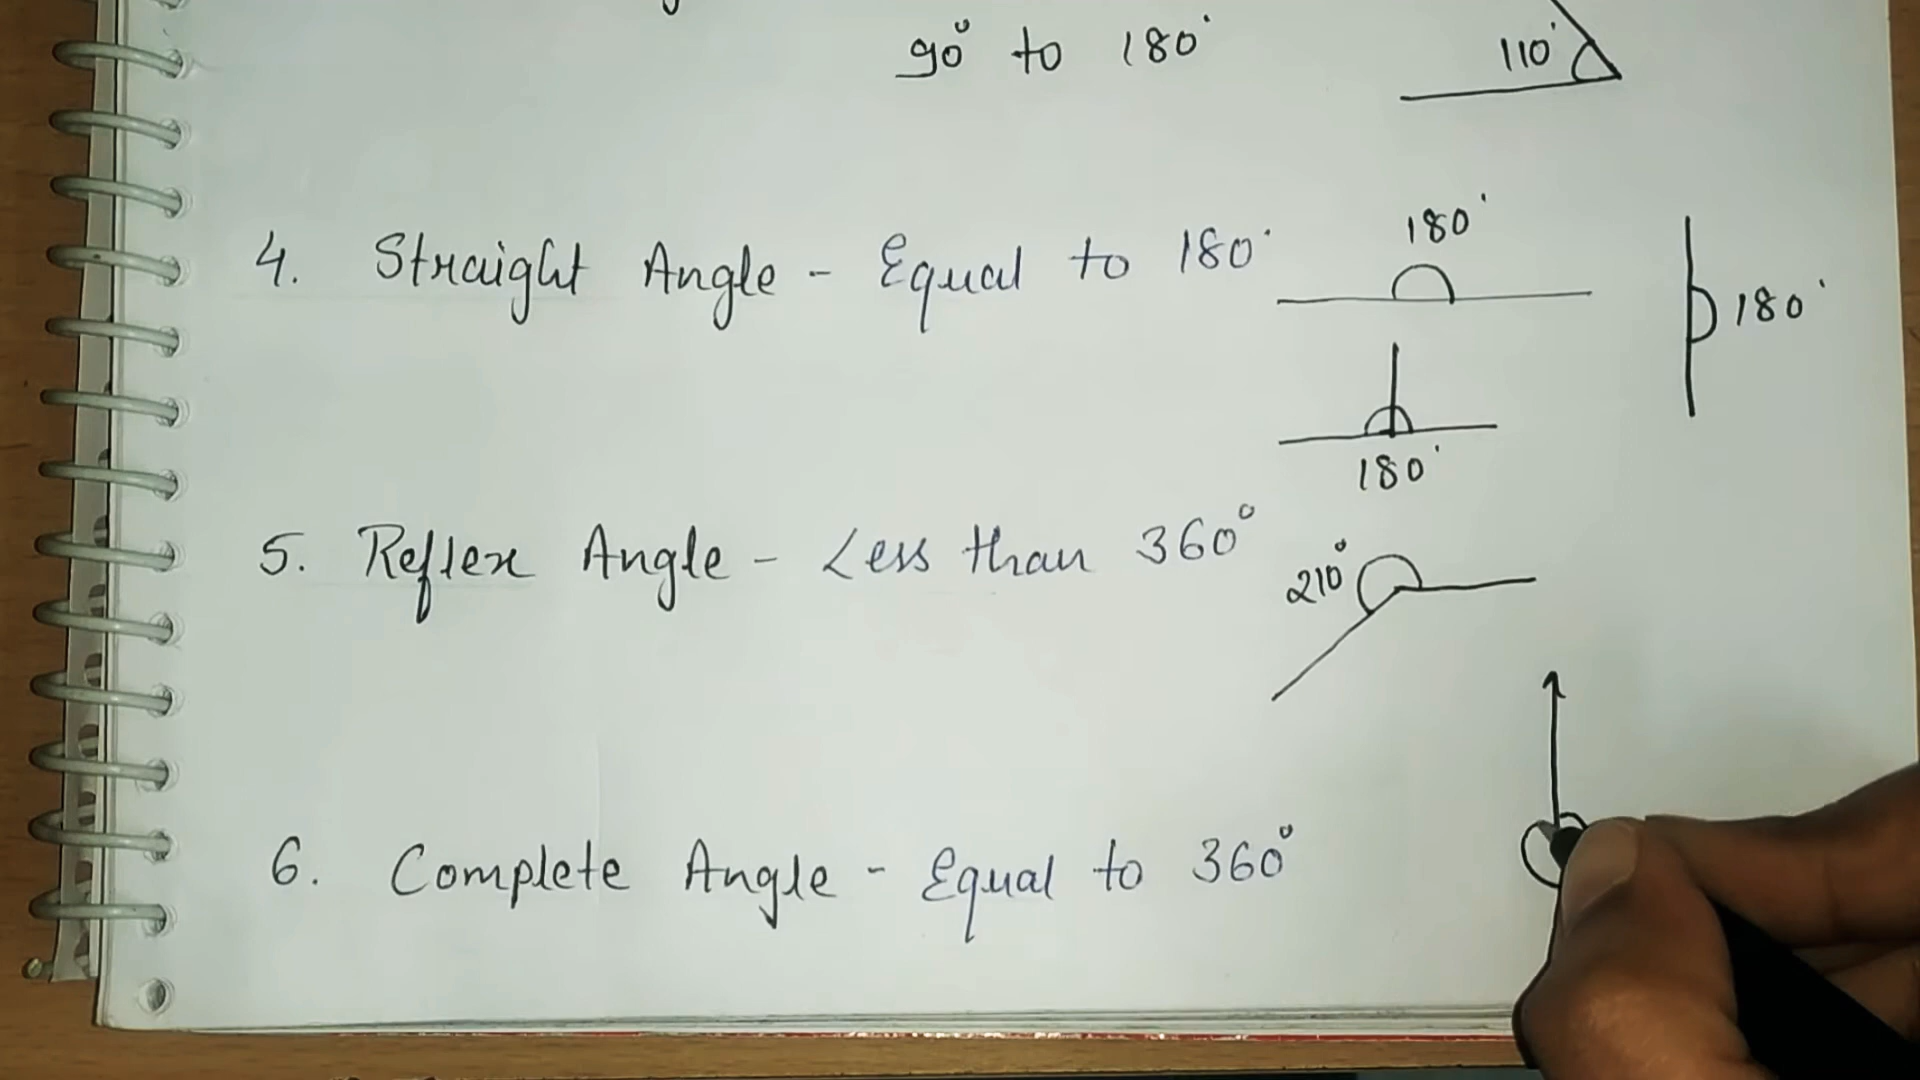 90° to 180°
110°
4. Straight Angle - Equal to 180°
180°
180°
180°
5. Reflex Angle - Less than 360°
210°
6. Complete Angle - Equal to 360°